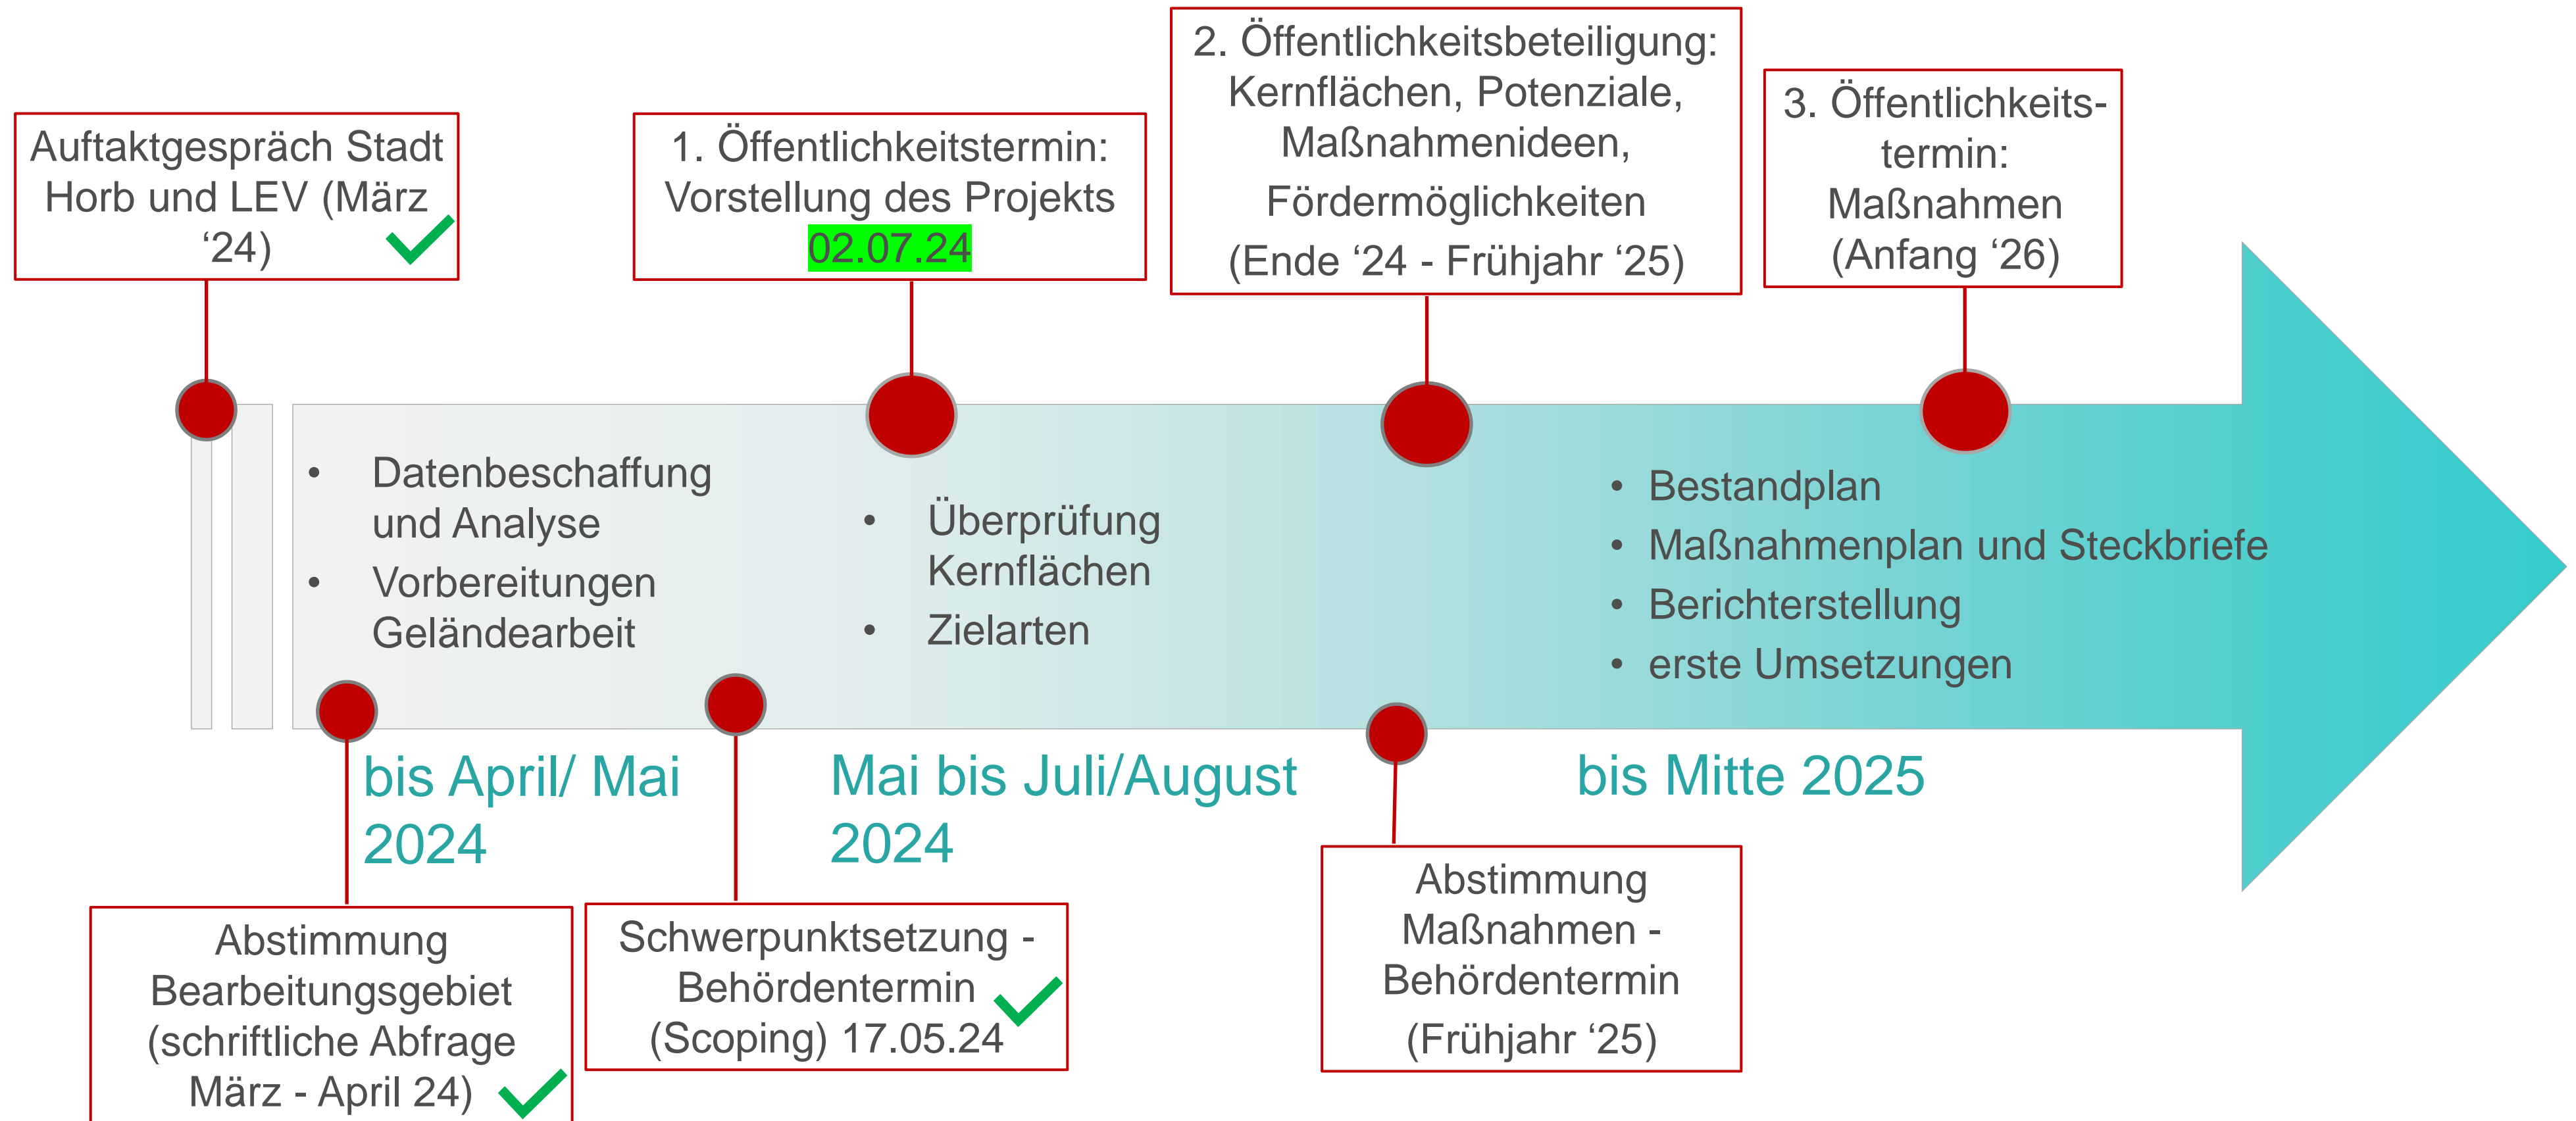 Auftaktgespräch Stadt
Horb und LEV (März
‘24)
1. Öffentlichkeitstermin:
Vorstellung des Projekts
02.07.24
2. Öffentlichkeitsbeteiligung:
Kernflächen, Potenziale,
Maßnahmenideen,
Fördermöglichkeiten
(Ende ‘24 - Frühjahr ‘25)
3. Öffentlichkeits-
termin:
Maßnahmen
(Anfang ‘26)
• Datenbeschaffung
und Analyse
• Vorbereitungen
Geländearbeit
• Überprüfung
Kernflächen
• Zielarten
• Bestandplan
• Maßnahmenplan und Steckbriefe
• Berichterstellung
• erste Umsetzungen
bis April/ Mai
2024
Mai bis Juli/August
2024
bis Mitte 2025
Abstimmung
Bearbeitungsgebiet
(schriftliche Abfrage
März - April 24)
Schwerpunktsetzung -
Behördentermin
(Scoping) 17.05.24
Abstimmung
Maßnahmen -
Behördentermin
(Frühjahr ‘25)